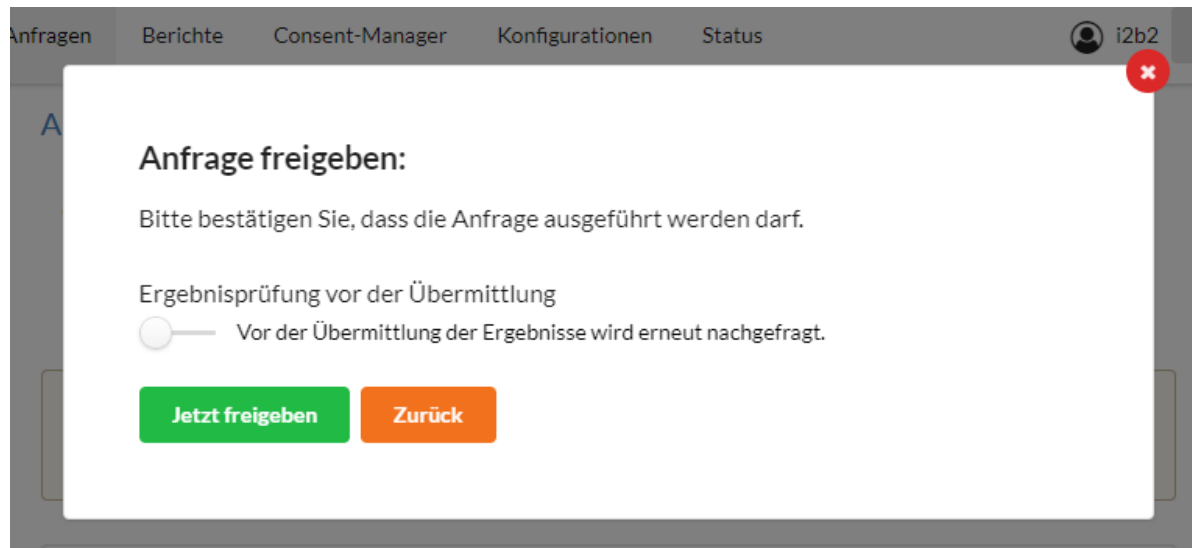 Anfragen Berichte Consent-Manager Konfigurationen Status i2b2
A
Anfrage freigeben:
Bitte bestätigen Sie, dass die Anfrage ausgeführt werden darf.
Ergebnisprüfung vor der Übermittlung
Vor der Übermittlung der Ergebnisse wird erneut nachgefragt.
Jetzt freigeben Zurück